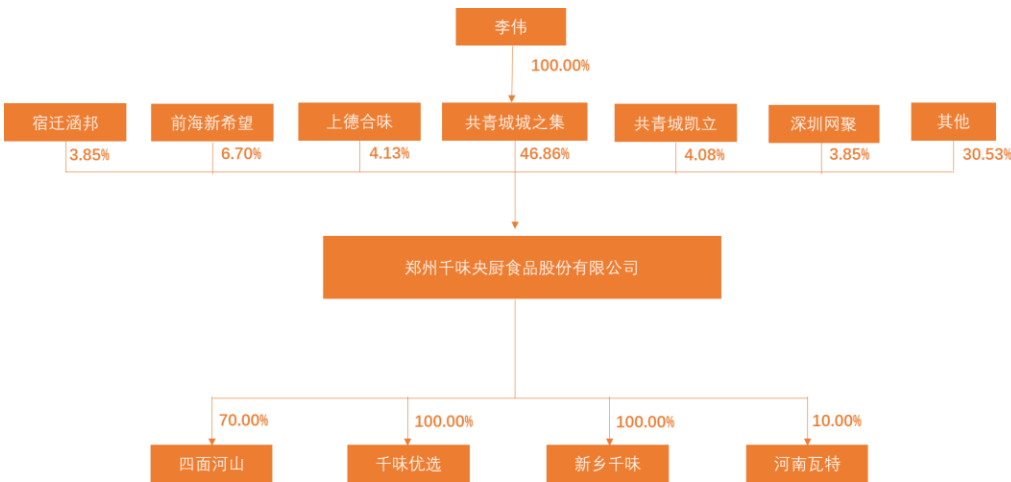 李伟
100.00%
宿迁涵邦
前海新希望
上德合味
共青城城之集
共青城凯立
深圳网聚
其他
3.85%
6.70%
4.13%
46.86%
4.08%
3.85%
30.53%
郑州千味央厨食品股份有限公司
70.00%
100.00%
100.00%
10.00%
四面河山
千味优选
新乡千味
河南瓦特